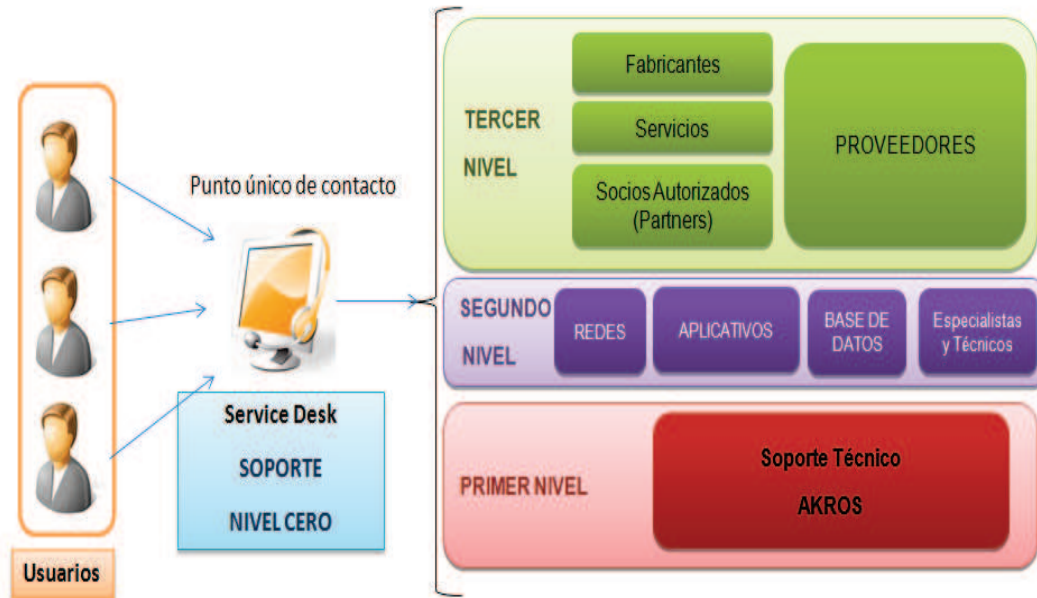 Usuarios
Punto único de contacto
Service Desk
SOPORTE
NIVEL CERO
TERCER
NIVEL
Fabricantes
Servicios
Socios Autorizados
(Partners)
PROVEEDORES
SEGUNDO
NIVEL
REDES
APLICATIVOS
BASE DE
DATOS
Especialistas
y Técnicos
PRIMER NIVEL
Soporte Técnico
AKROS